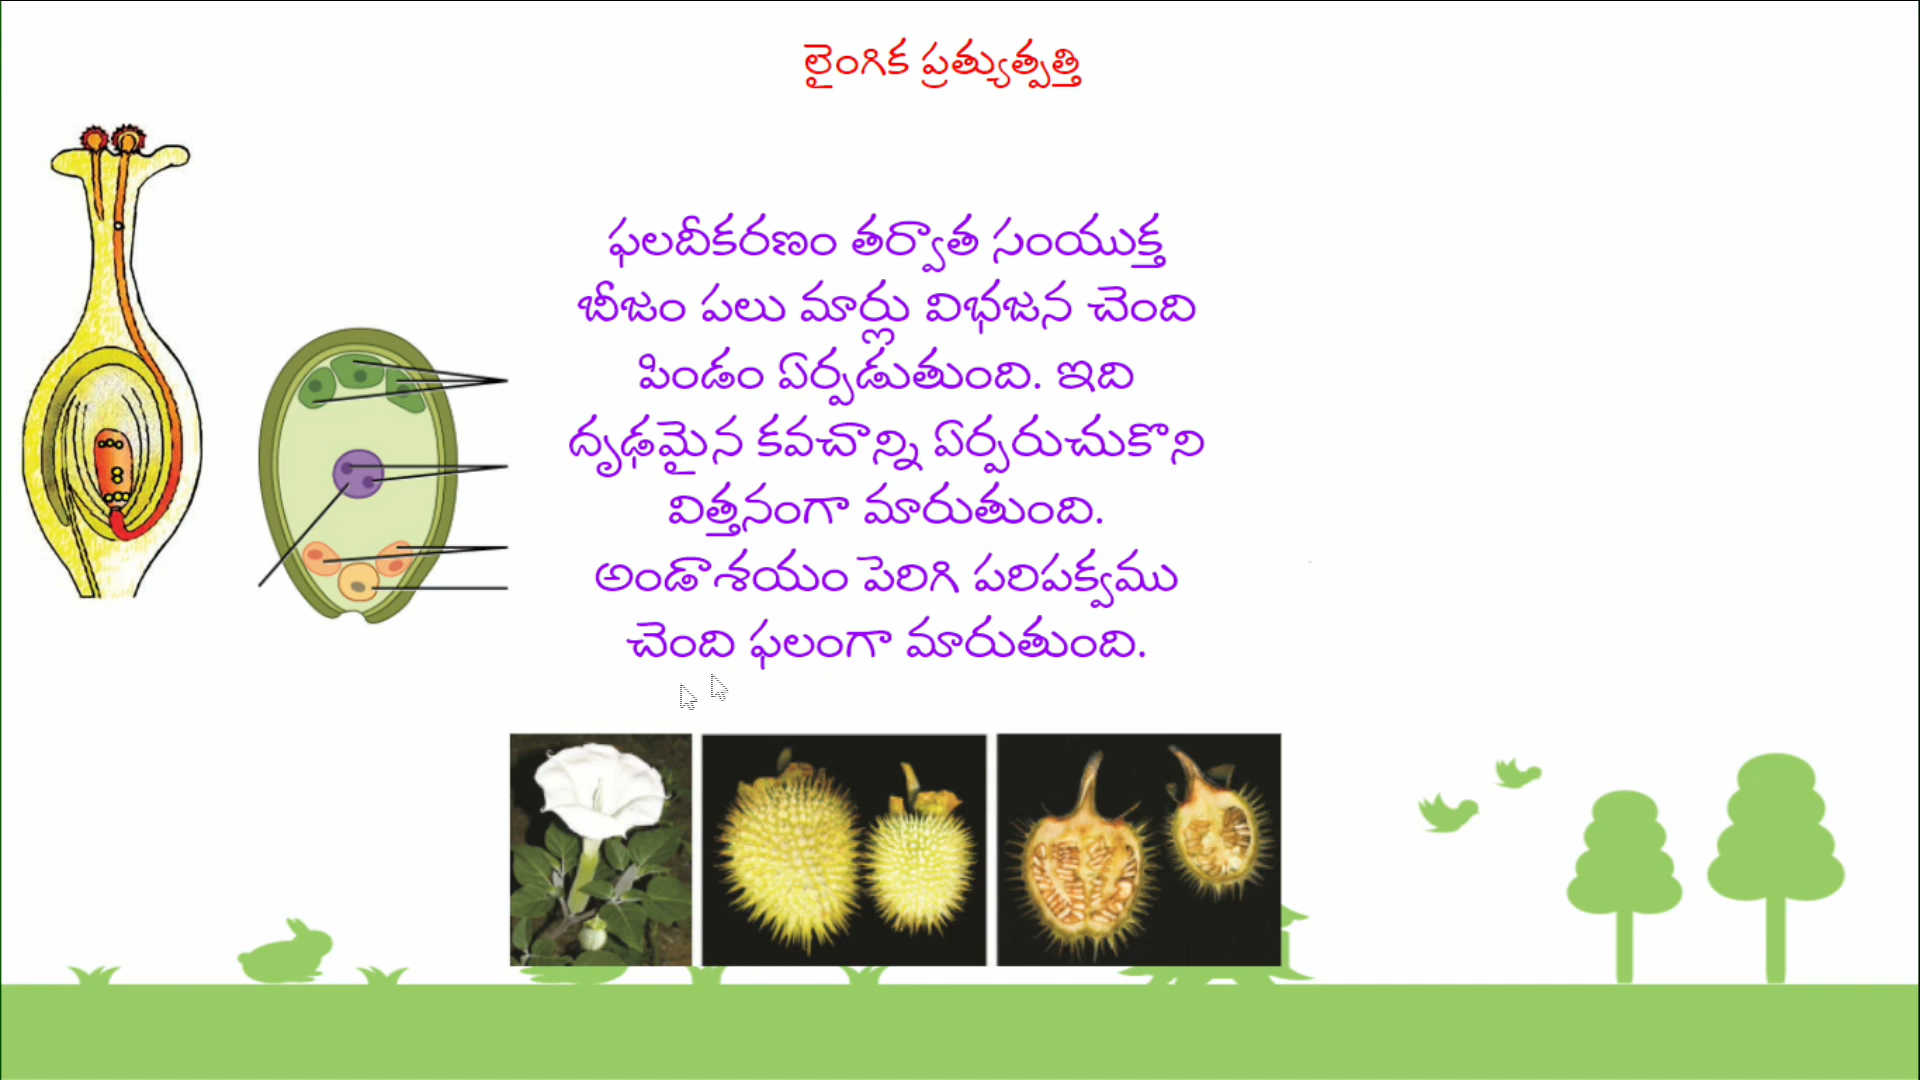 లైంగిక ప్రత్యుత్పత్తి
ఫలదీకరణం తర్వాత సంయుక్త
బీజం పలు మార్లు విభజన చెంది
పిండం ఏర్పడుతుంది. ఇది
దృఢమైన కవచాన్ని ఏర్పరుచుకొని
విత్తనంగా మారుతుంది.
అండాశయం పెరిగి పరిపక్వము
చెంది ఫలంగా మారుతుంది.